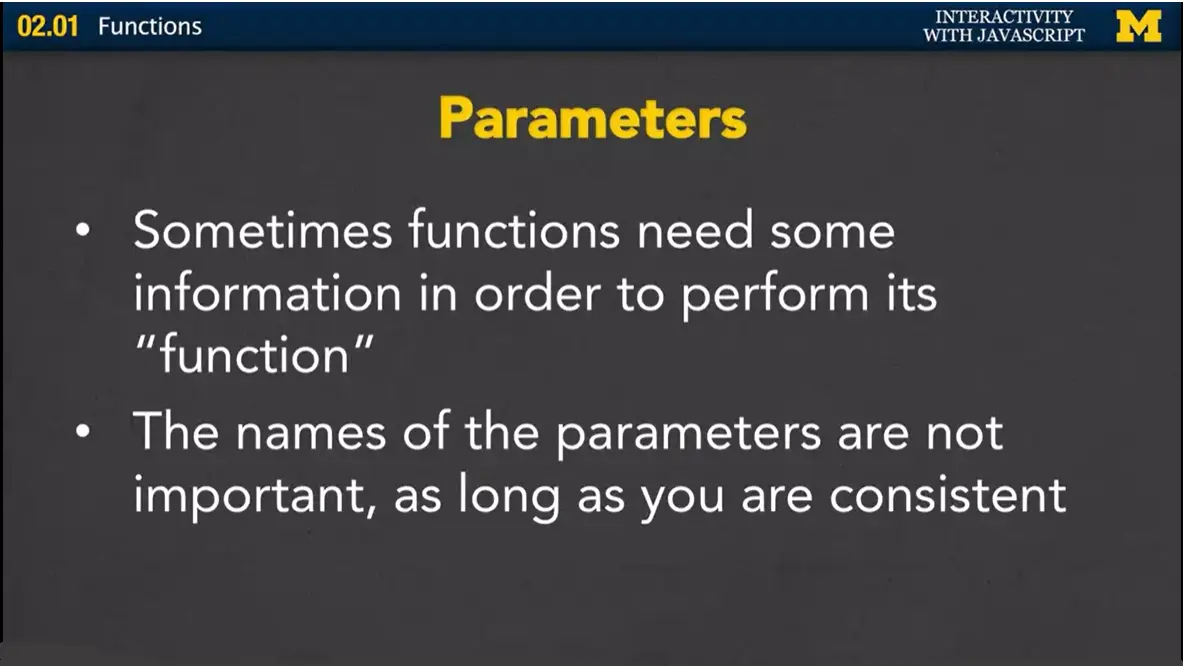 02.01 Functions
INTERACTIVITY
WITH JAVASCRIPT
M
Parameters
• Sometimes functions need some
information in order to perform its
“function”
• The names of the parameters are not
important, as long as you are consistent